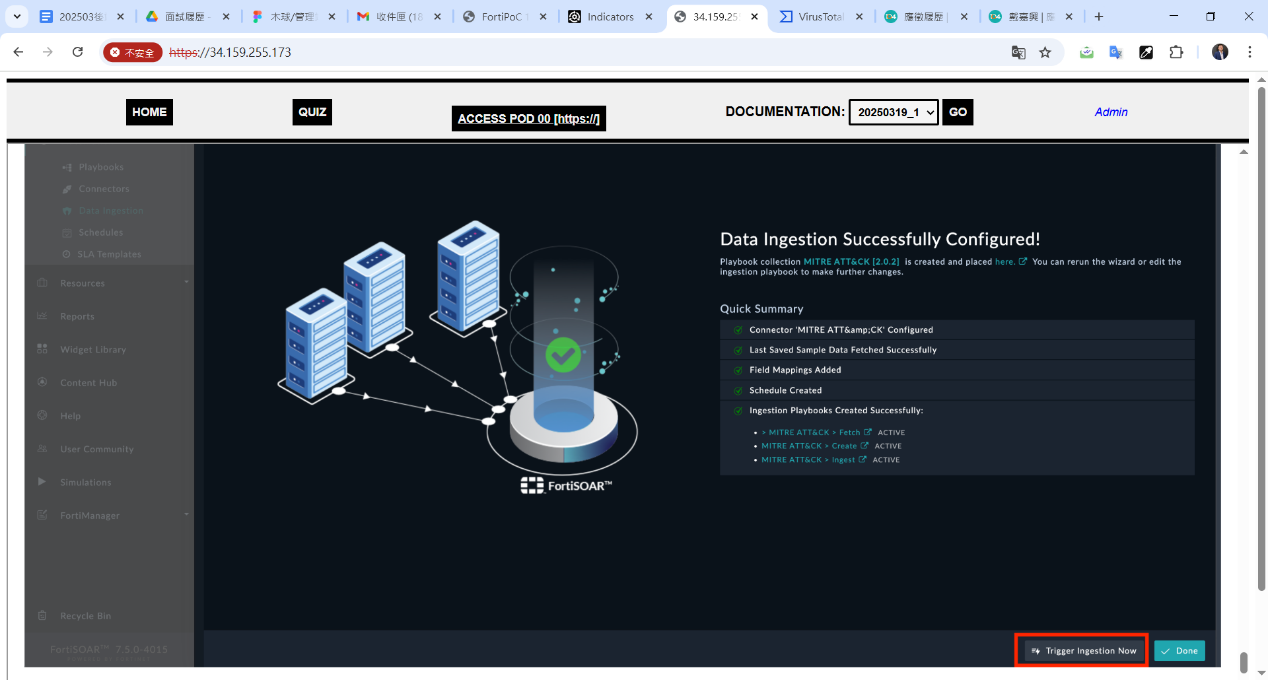 202503後
面試履歷 -
木球/管理
收件匣 (18
FortiPoC
Indicators
34.159.25
VirusTotal
應徵履歷 |
戴嘉興 | 履
不安全
https://34.159.255.173
HOME
QUIZ
ACCESS POD 00 [https://]
DOCUMENTATION:
20250319_1
GO
Admin
Playbooks
Connectors
Data Ingestion
Schedules
SLA Templates
Resources
Reports
Widget Library
Content Hub
Help
User Community
Simulations
FortiManager
Recycle Bin
FortiSOAR™ 7.5.0-4015
FortiSOAR™
Data Ingestion Successfully Configured!
Playbook collection MITRE ATT&CK [2.0.2] is created and placed here. You can rerun the wizard or edit the
ingestion playbook to make further changes.
Quick Summary
Connector 'MITRE ATT&amp;CK' Configured
Last Saved Sample Data Fetched Successfully
Field Mappings Added
Schedule Created
Ingestion Playbooks Created Successfully:
• > MITRE ATT&CK > Fetch ACTIVE
• MITRE ATT&CK > Create ACTIVE
• MITRE ATT&CK > Ingest ACTIVE
Trigger Ingestion Now
Done